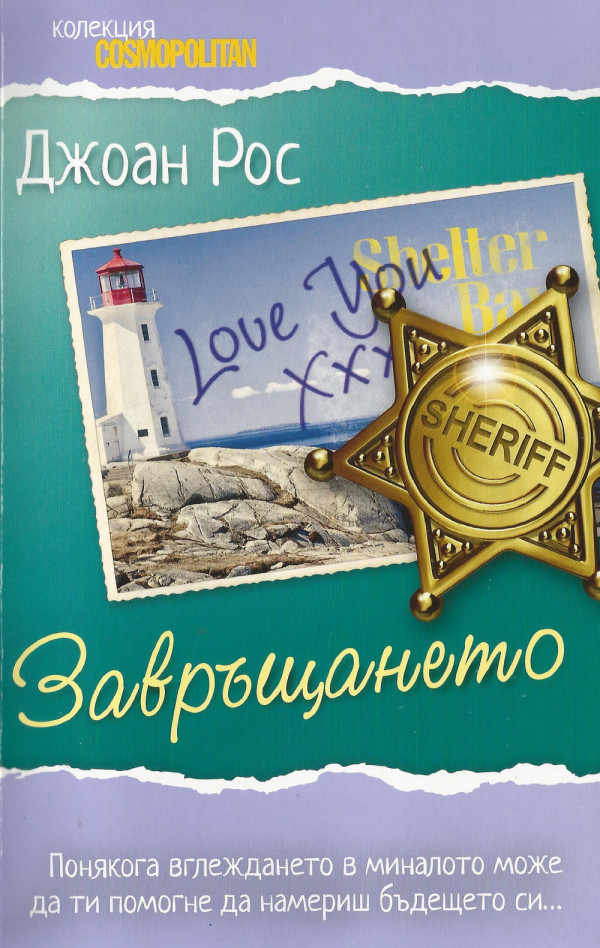 колекция
COSMOPOLITAN
Джоан Рос
Shelter
Bay
Love You
xxx
SHERIFF
Завръщането
Понякога вглеждането в миналото може
да ти помогне да намериш бъдещето си...